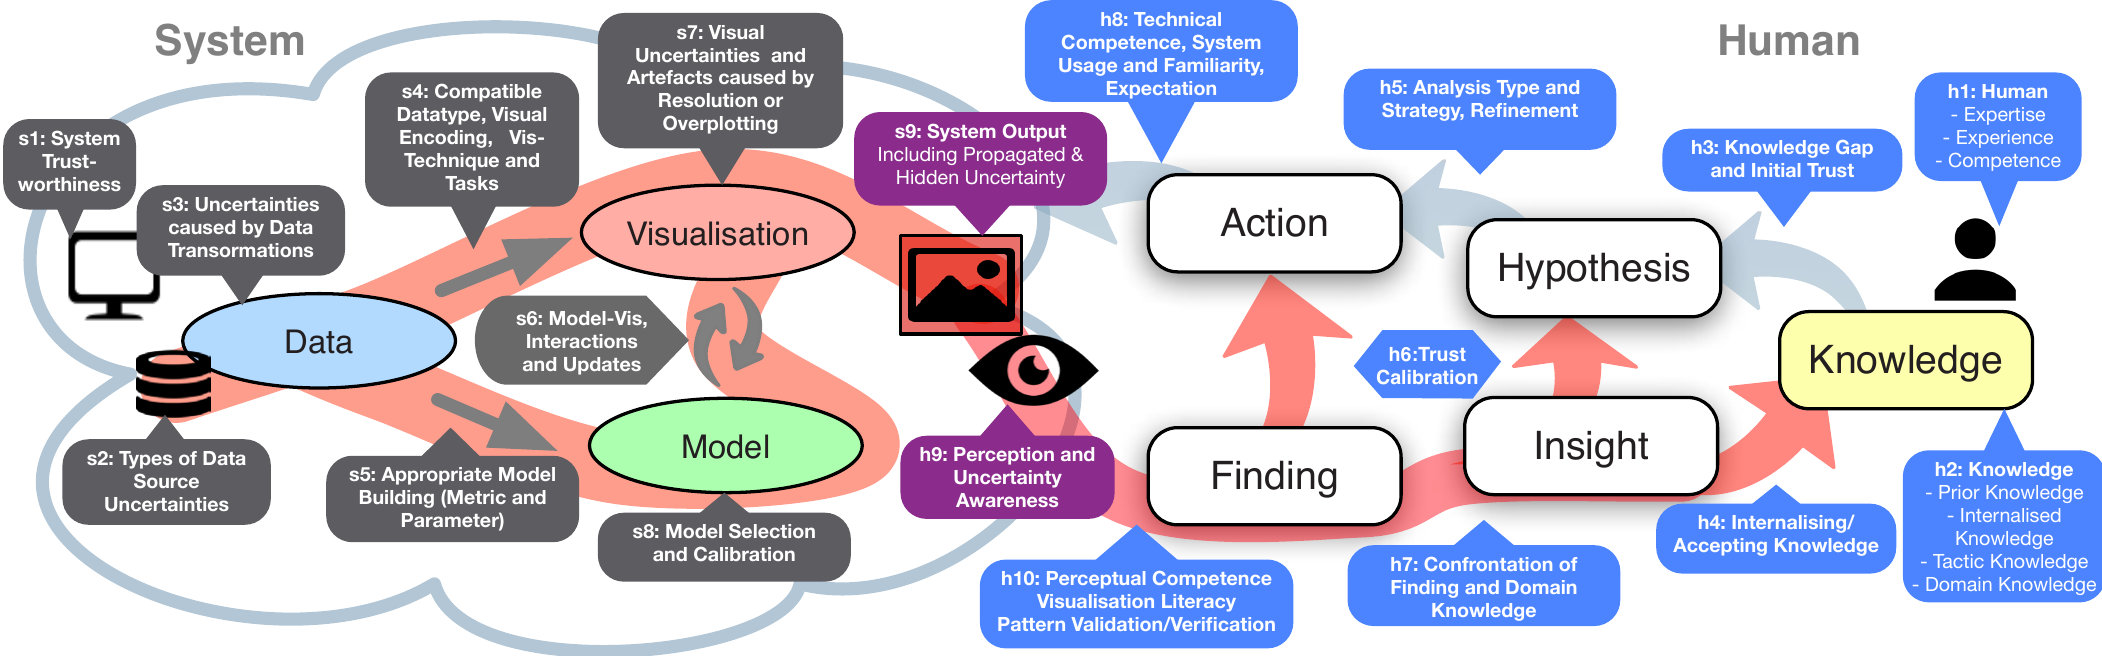 System
Human
s1: System
Trust-
worthiness
s3: Uncertainties
caused by Data
Transormations
s4: Compatible
Datatype, Visual
Encoding, Vis-
Technique and
Tasks
s7: Visual
Uncertainties and
Artefacts caused by
Resolution or
Overplotting
s9: System Output
Including Propagated &
Hidden Uncertainty
h8: Technical
Competence, System
Usage and Familiarity,
Expectation
h5: Analysis Type and
Strategy, Refinement
h3: Knowledge Gap
and Initial Trust
h1: Human
- Expertise
- Experience
- Competence
Visualisation
Action
Hypothesis
Data
s6: Model-Vis,
Interactions
and Updates
h6:Trust
Calibration
Knowledge
Model
Finding
Insight
s2: Types of Data
Source
Uncertainties
s5: Appropriate Model
Building (Metric and
Parameter)
s8: Model Selection
and Calibration
h9: Perception and
Uncertainty
Awareness
h10: Perceptual Competence
Visualisation Literacy
Pattern Validation/Verification
h7: Confrontation of
Finding and Domain
Knowledge
h4: Internalising/
Accepting Knowledge
h2: Knowledge
- Prior Knowledge
- Internalised
Knowledge
- Tactic Knowledge
- Domain Knowledge